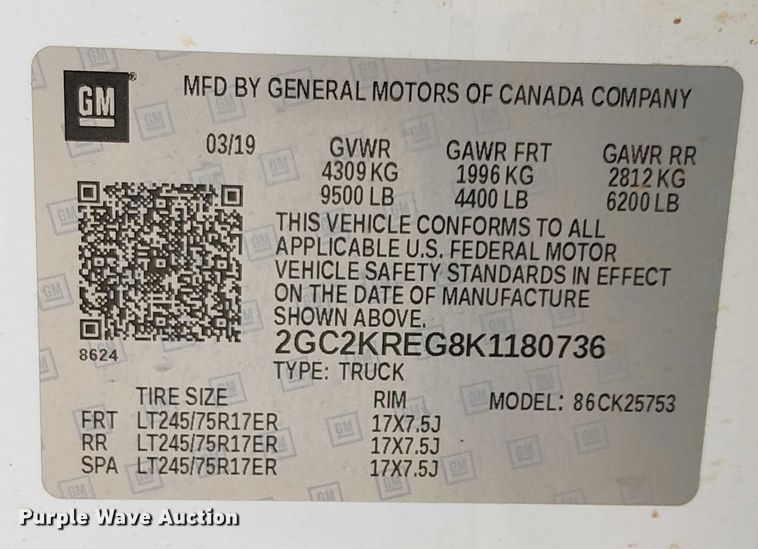 GM
MFD BY GENERAL MOTORS OF CANADA COMPANY
03/19 GVWR GAWR FRT GAWR RR
4309 KG 1996 KG 2812 KG
9500 LB 4400 LB 6200 LB
THIS VEHICLE CONFORMS TO ALL
APPLICABLE U.S. FEDERAL MOTOR
VEHICLE SAFETY STANDARDS IN EFFECT
ON THE DATE OF MANUFACTURE
SHOWN ABOVE.
8624
2GC2KREG8K1180736
TYPE: TRUCK
TIRE SIZE RIM MODEL: 86CK25753
FRT LT245/75R17ER 17X7.5J
RR LT245/75R17ER 17X7.5J
SPA LT245/75R17ER 17X7.5J
Purple Wave Auction